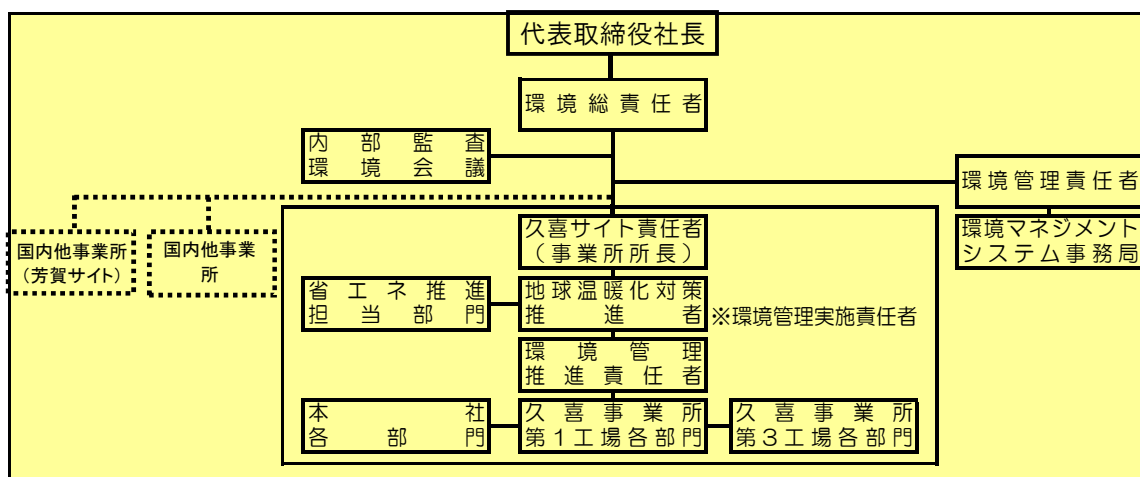 代表取締役社長
環境総責任者
内部監査
環境会議
環境管理責任者
環境マネジメント
システム事務局
国内他事業所
(芳賀サイト)
国内他事業
所
久喜サイト責任者
(事業所所長)
省エネ推進
担当部門
地球温暖化対策
推進者
※環境管理実施責任者
環境管理
推進責任者
本社
各部門
久喜事業所
第1工場各部門
久喜事業所
第3工場各部門